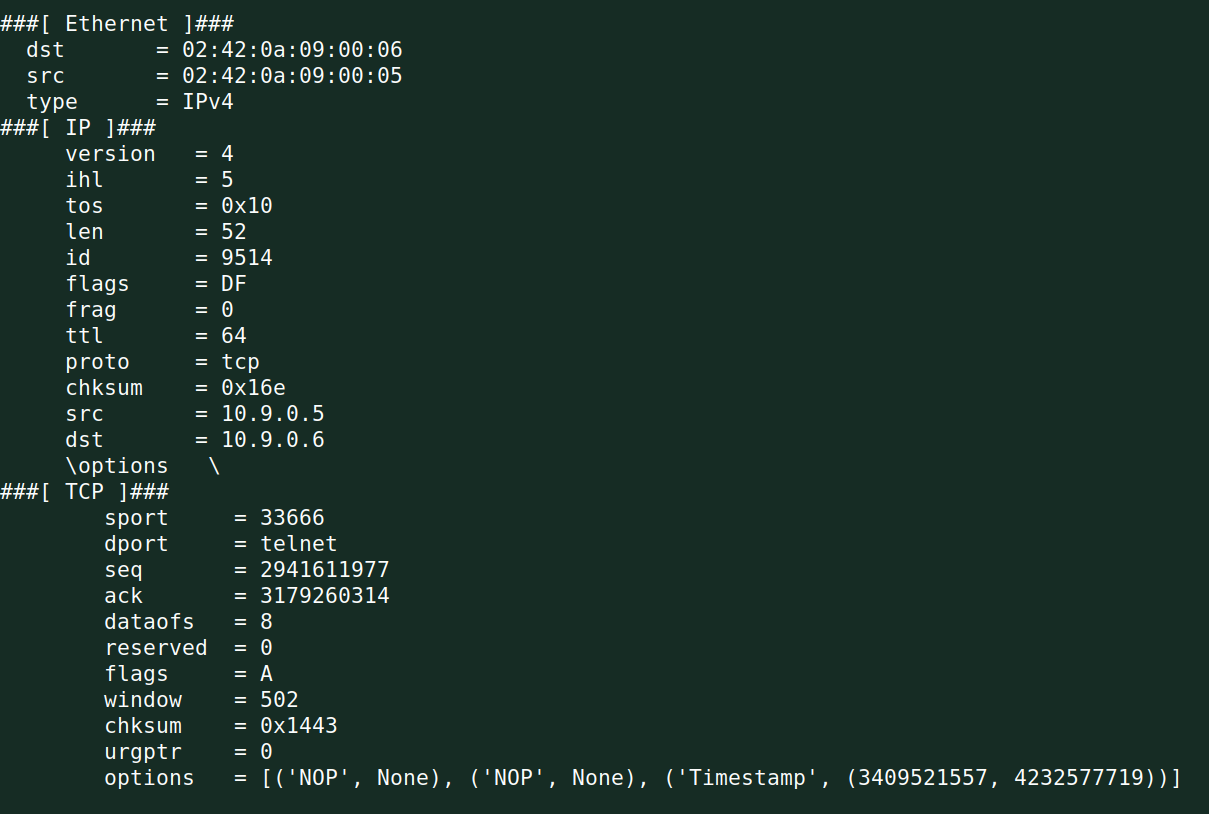 ###[ Ethernet ]###
  dst       = 02:42:0a:09:00:06
  src       = 02:42:0a:09:00:05
  type      = IPv4
###[ IP ]###
     version   = 4
     ihl       = 5
     tos       = 0x10
     len       = 52
     id        = 9514
     flags     = DF
     frag      = 0
     ttl       = 64
     proto     = tcp
     chksum    = 0x16e
     src       = 10.9.0.5
     dst       = 10.9.0.6
     \options   \
###[ TCP ]###
        sport     = 33666
        dport     = telnet
        seq       = 2941611977
        ack       = 3179260314
        dataofs   = 8
        reserved  = 0
        flags     = A
        window    = 502
        chksum    = 0x1443
        urgptr    = 0
        options   = [('NOP', None), ('NOP', None), ('Timestamp', (3409521557, 4232577719))]